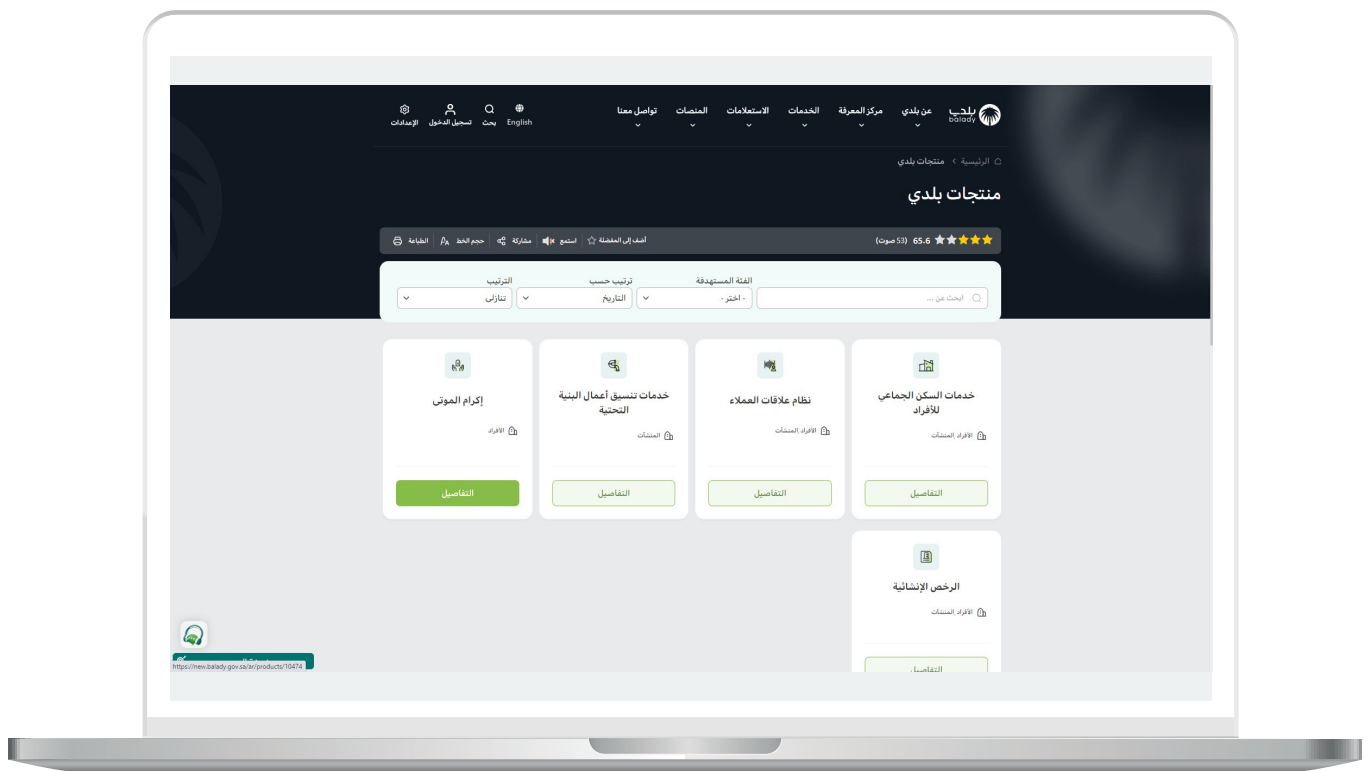 بلدي
balady
عن بلدي
مركز المعرفة
الخدمات
الاستعلامات
المنصات
تواصل معنا
English
بحث
تسجيل الدخول
الإعدادات
الرئيسية > منتجات بلدي
منتجات بلدي
65.6 (53 صوت)
أضف إلى المفضلة
استمع
مشاركة
حجم الخط
الطباعة
الفئة المستهدفة
ترتيب حسب
الترتيب
ابحث عن ...
- اختر -
التاريخ
تنازلي
خدمات السكن الجماعي
للأفراد
الأفراد,المنشآت
التفاصيل
نظام علاقات العملاء
الأفراد,المنشآت
التفاصيل
خدمات تنسيق أعمال البنية
التحتية
المنشآت
التفاصيل
إكرام الموتى
الأفراد
التفاصيل
الرخص الإنشائية
الأفراد,المنشآت
التفاصيل
https://new.balady.gov.sa/ar/products/10474